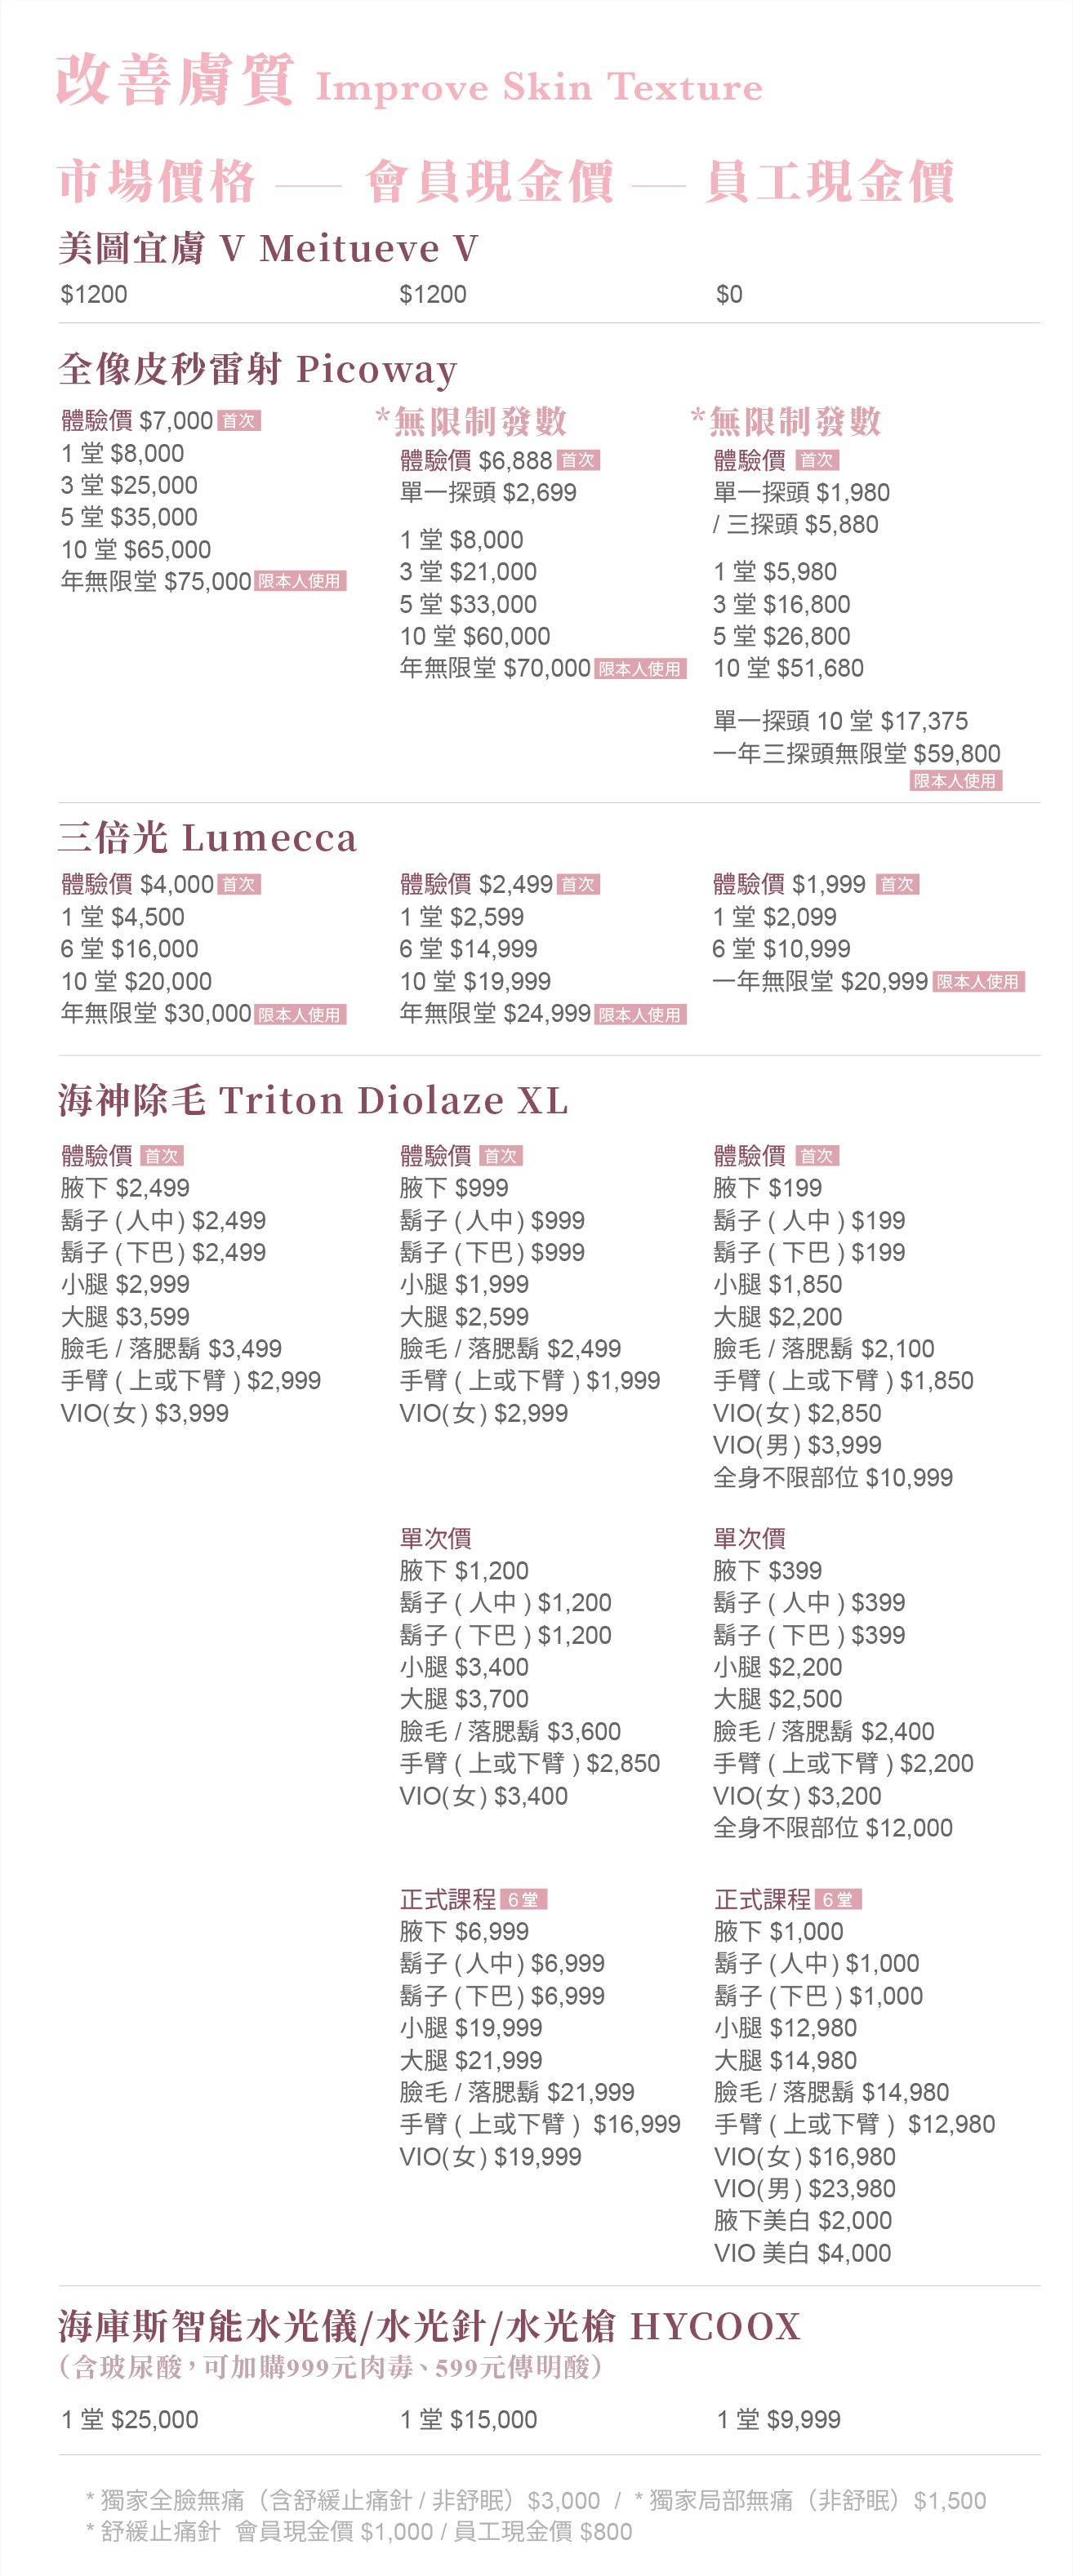 改善膚質 Improve Skin Texture
市場價格 — 會員現金價 — 員工現金價
美圖宜膚 V Meitueve V
$1200 $1200 $0
全像皮秒雷射 Picoway
體驗價 $7,000 首次
1 堂 $8,000
3 堂 $25,000
5 堂 $35,000
10 堂 $65,000
年無限堂 $75,000 限本人使用
*無限制發數
體驗價 $6,888 首次
單一探頭 $2,699
1 堂 $8,000
3 堂 $21,000
5 堂 $33,000
10 堂 $60,000
年無限堂 $70,000 限本人使用
*無限制發數
體驗價 首次
單一探頭 $1,980
/ 三探頭 $5,880
1 堂 $5,980
3 堂 $16,800
5 堂 $26,800
10 堂 $51,680
單一探頭 10 堂 $17,375
一年三探頭無限堂 $59,800
限本人使用
三倍光 Lumecca
體驗價 $4,000 首次
1 堂 $4,500
6 堂 $16,000
10 堂 $20,000
年無限堂 $30,000 限本人使用
體驗價 $2,499 首次
1 堂 $2,599
6 堂 $14,999
10 堂 $19,999
年無限堂 $24,999 限本人使用
體驗價 $1,999 首次
1 堂 $2,099
6 堂 $10,999
一年無限堂 $20,999 限本人使用
海神除毛 Triton Diolaze XL
體驗價 首次
腋下 $2,499
鬍子 (人中) $2,499
鬍子 (下巴) $2,499
小腿 $2,999
大腿 $3,599
臉毛 / 落腮鬍 $3,499
手臂 ( 上或下臂 ) $2,999
VIO(女) $3,999
體驗價 首次
腋下 $999
鬍子 (人中) $999
鬍子 (下巴) $999
小腿 $1,999
大腿 $2,599
臉毛 / 落腮鬍 $2,499
手臂 ( 上或下臂 ) $1,999
VIO(女) $2,999
單次價
腋下 $1,200
鬍子 ( 人中 ) $1,200
鬍子 ( 下巴 ) $1,200
小腿 $3,400
大腿 $3,700
臉毛 / 落腮鬍 $3,600
手臂 ( 上或下臂 ) $2,850
VIO(女) $3,400
正式課程 6 堂
腋下 $6,999
鬍子 (人中) $6,999
鬍子 (下巴) $6,999
小腿 $19,999
大腿 $21,999
臉毛 / 落腮鬍 $21,999
手臂 ( 上或下臂 ) $16,999
VIO(女) $19,999
體驗價 首次
腋下 $199
鬍子 ( 人中 ) $199
鬍子 ( 下巴 ) $199
小腿 $1,850
大腿 $2,200
臉毛 / 落腮鬍 $2,100
手臂 ( 上或下臂 ) $1,850
VIO(女) $2,850
VIO(男) $3,999
全身不限部位 $10,999
單次價
腋下 $399
鬍子 ( 人中 ) $399
鬍子 ( 下巴 ) $399
小腿 $2,200
大腿 $2,500
臉毛 / 落腮鬍 $2,400
手臂 ( 上或下臂 ) $2,200
VIO(女) $3,200
全身不限部位 $12,000
正式課程 6 堂
腋下 $1,000
鬍子 (人中) $1,000
鬍子 (下巴 ) $1,000
小腿 $12,980
大腿 $14,980
臉毛 / 落腮鬍 $14,980
手臂 ( 上或下臂 ) $12,980
VIO(女) $16,980
VIO(男) $23,980
腋下美白 $2,000
VIO 美白 $4,000
海庫斯智能水光儀/水光針/水光槍 HYCOOX
（含玻尿酸，可加購999元肉毒、599元傳明酸）
1 堂 $25,000 1 堂 $15,000 1 堂 $9,999
* 獨家全臉無痛（含舒緩止痛針 / 非舒眠）$3,000 / * 獨家局部無痛（非舒眠）$1,500
* 舒緩止痛針 會員現金價 $1,000 / 員工現金價 $800